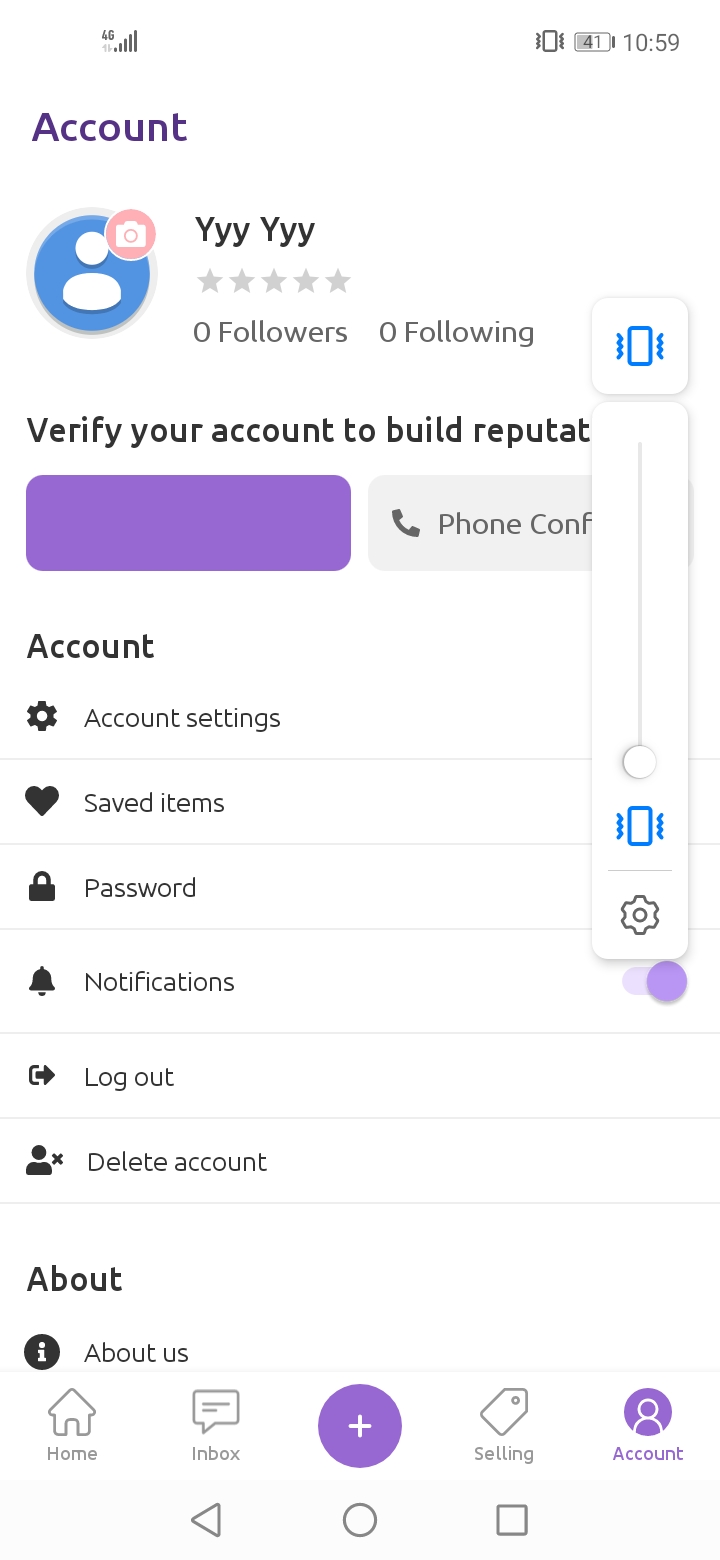 4G 41 10:59
Account
Yyy Yyy
0 Followers 0 Following
Verify your account to build reputat
Phone Conf
Account
Account settings
Saved items
Password
Notifications
Log out
Delete account
About
About us
Home Inbox Selling Account